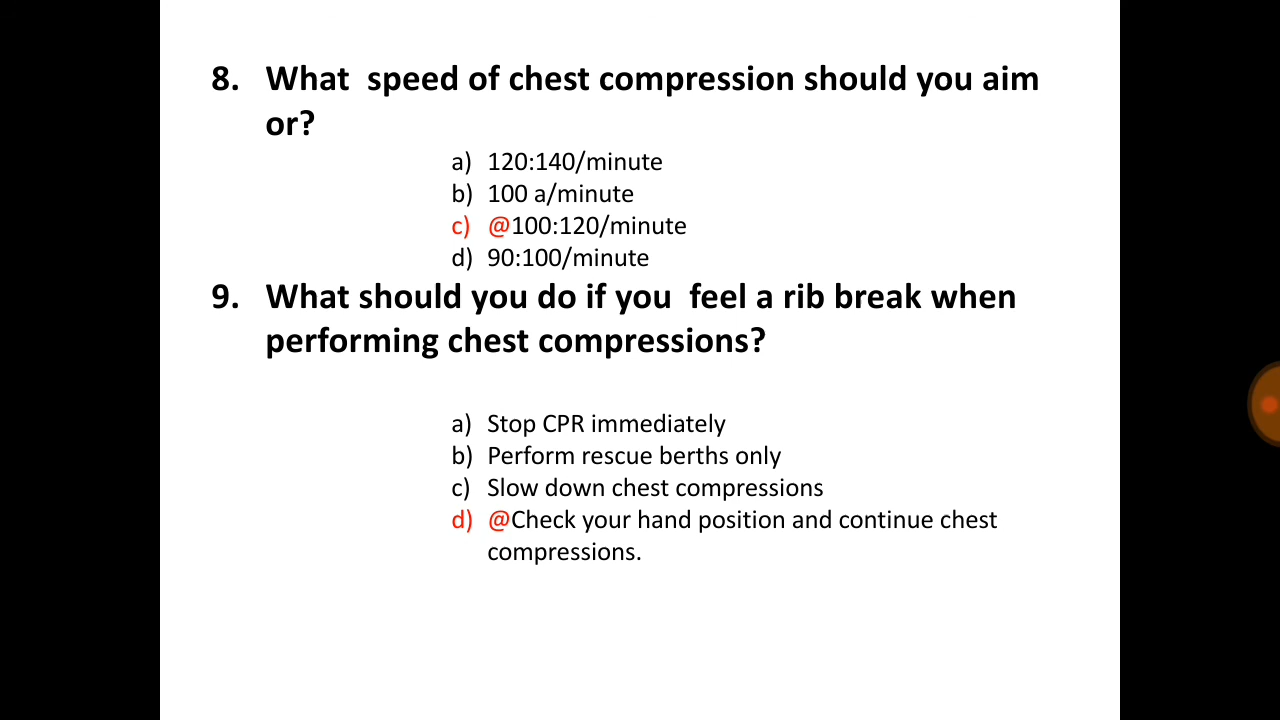 8. What speed of chest compression should you aim
or?
a) 120:140/minute
b) 100 a/minute
c) @100:120/minute
d) 90:100/minute
9. What should you do if you feel a rib break when
performing chest compressions?
a) Stop CPR immediately
b) Perform rescue berths only
c) Slow down chest compressions
d) @Check your hand position and continue chest
compressions.